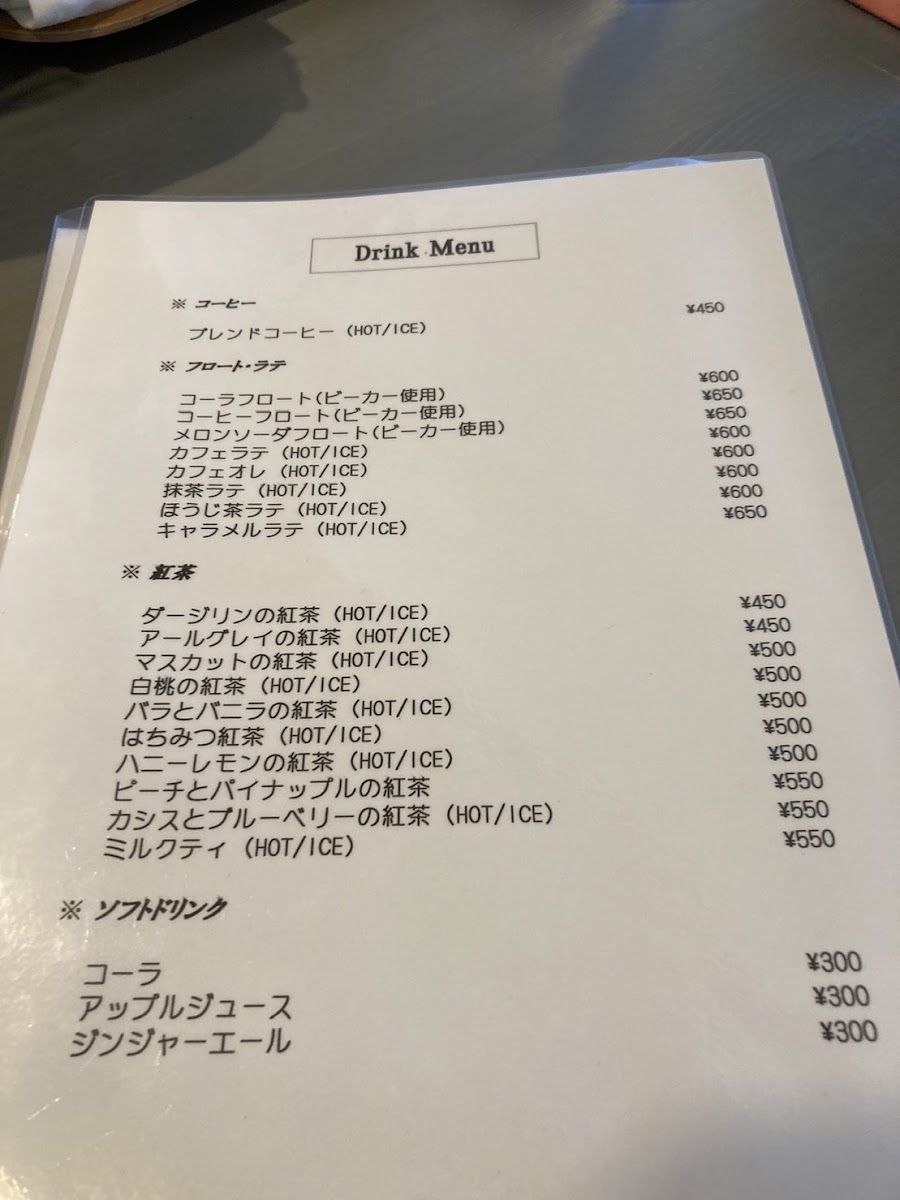 Drink Menu
※ コーヒー
ブレンドコーヒー (HOT/ICE) ¥450
※ フロート・ラテ
コーラフロート(ビーカー使用) ¥600
コーヒーフロート(ビーカー使用) ¥650
メロンソーダフロート(ビーカー使用) ¥650
カフェラテ (HOT/ICE) ¥600
カフェオレ (HOT/ICE) ¥600
抹茶ラテ (HOT/ICE) ¥600
ほうじ茶ラテ (HOT/ICE) ¥600
キャラメルラテ (HOT/ICE) ¥650
※ 紅茶
ダージリンの紅茶 (HOT/ICE) ¥450
アールグレイの紅茶 (HOT/ICE) ¥450
マスカットの紅茶 (HOT/ICE) ¥500
白桃の紅茶 (HOT/ICE) ¥500
バラとバニラの紅茶 (HOT/ICE) ¥500
はちみつ紅茶 (HOT/ICE) ¥500
ハニーレモンの紅茶 (HOT/ICE) ¥500
ピーチとパイナップルの紅茶 ¥550
カシスとブルーベリーの紅茶 (HOT/ICE) ¥550
ミルクティ (HOT/ICE) ¥550
※ ソフトドリンク
コーラ ¥300
アップルジュース ¥300
ジンジャーエール ¥300